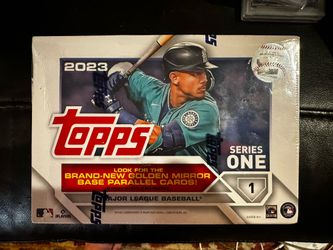 2023
Topps
SERIES
ONE
LOOK FOR THE
BRAND-NEW GOLDEN MIRROR
BASE PARALLEL CARDS!
MAJOR LEAGUE BASEBALL
1